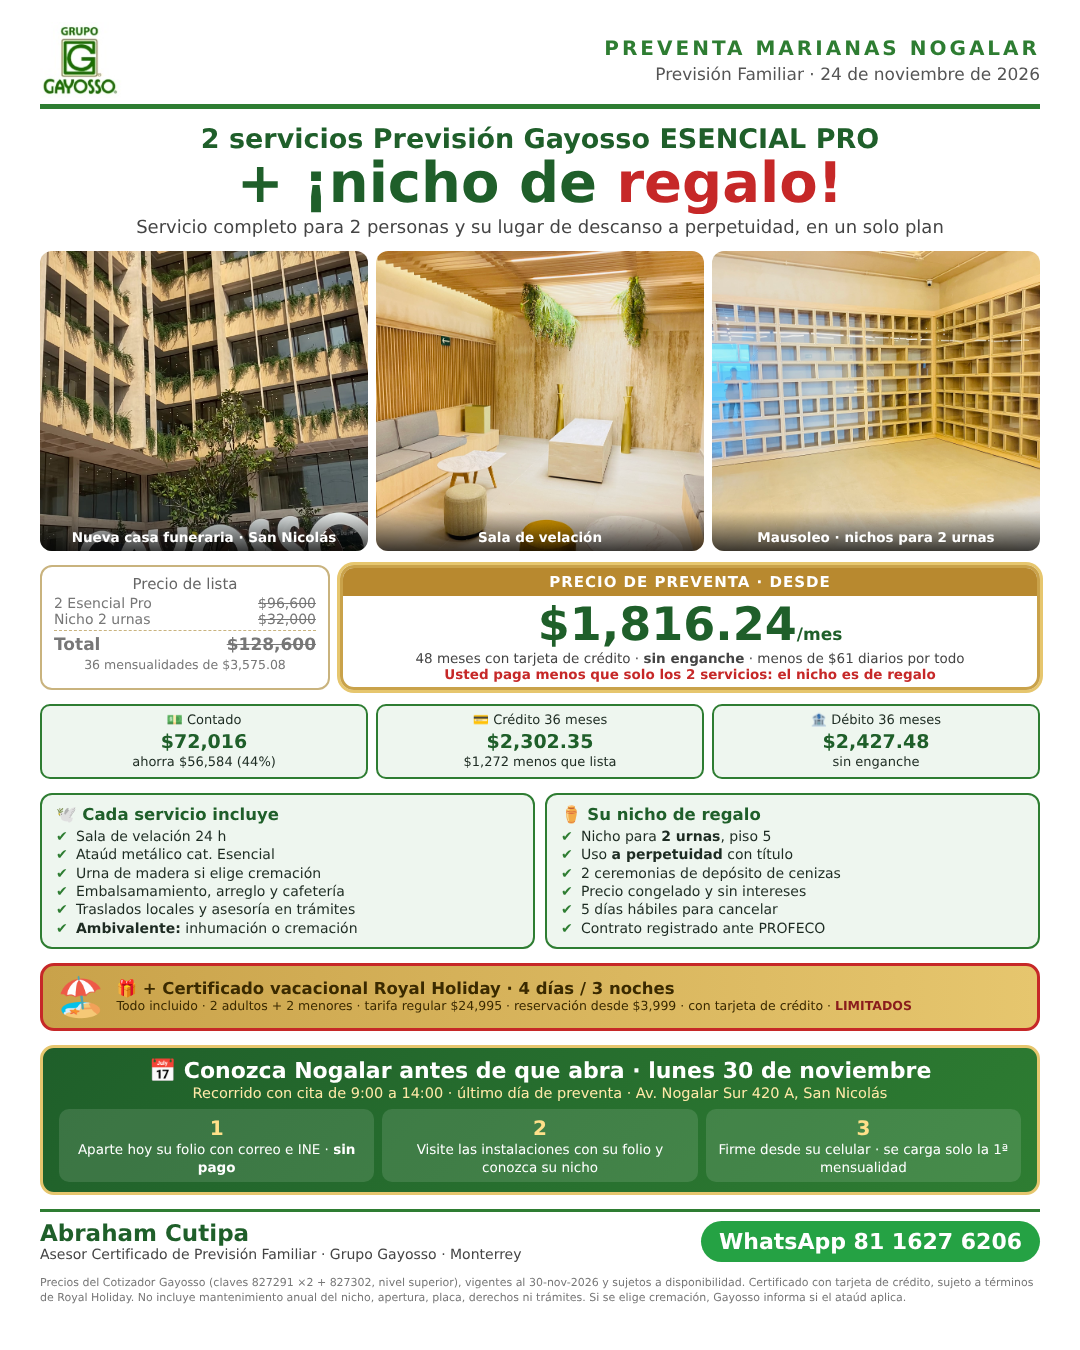 GRUPO
GAYOSSO
PREVENTA MARIANAS NOGALAR
Previsión Familiar · 24 de noviembre de 2026
2 servicios Previsión Gayosso ESENCIAL PRO
+ ¡nicho de regalo!
Servicio completo para 2 personas y su lugar de descanso a perpetuidad, en un solo plan
Nueva casa funeraria · San Nicolás
Sala de velación
Mausoleo · nichos para 2 urnas
Precio de lista
2 Esencial Pro $96,600
Nicho 2 urnas $32,000
Total $128,600
36 mensualidades de $3,575.08
PRECIO DE PREVENTA · DESDE
$1,816.24/mes
48 meses con tarjeta de crédito · sin enganche · menos de $61 diarios por todo
Usted paga menos que solo los 2 servicios: el nicho es de regalo
💵 Contado
$72,016
ahorra $56,584 (44%)
💳 Crédito 36 meses
$2,302.35
$1,272 menos que lista
🏦 Débito 36 meses
$2,427.48
sin enganche
🕊️ Cada servicio incluye
✔ Sala de velación 24 h
✔ Ataúd metálico cat. Esencial
✔ Urna de madera si elige cremación
✔ Embalsamamiento, arreglo y cafetería
✔ Traslados locales y asesoría en trámites
✔ Ambivalente: inhumación o cremación
⚱️ Su nicho de regalo
✔ Nicho para 2 urnas, piso 5
✔ Uso a perpetuidad con título
✔ 2 ceremonias de depósito de cenizas
✔ Precio congelado y sin intereses
✔ 5 días hábiles para cancelar
✔ Contrato registrado ante PROFECO
🎁 + Certificado vacacional Royal Holiday · 4 días / 3 noches
Todo incluido · 2 adultos + 2 menores · tarifa regular $24,995 · reservación desde $3,999 · con tarjeta de crédito · LIMITADOS
📅 Conozca Nogalar antes de que abra · lunes 30 de noviembre
Recorrido con cita de 9:00 a 14:00 · último día de preventa · Av. Nogalar Sur 420 A, San Nicolás
1
Aparte hoy su folio con correo e INE · sin
pago
2
Visite las instalaciones con su folio y
conozca su nicho
3
Firme desde su celular · se carga solo la 1ª
mensualidad
Abraham Cutipa
Asesor Certificado de Previsión Familiar · Grupo Gayosso · Monterrey
WhatsApp 81 1627 6206
Precios del Cotizador Gayosso (claves 827291 ×2 + 827302, nivel superior), vigentes al 30-nov-2026 y sujetos a disponibilidad. Certificado con tarjeta de crédito, sujeto a términos
de Royal Holiday. No incluye mantenimiento anual del nicho, apertura, placa, derechos ni trámites. Si se elige cremación, Gayosso informa si el ataúd aplica.